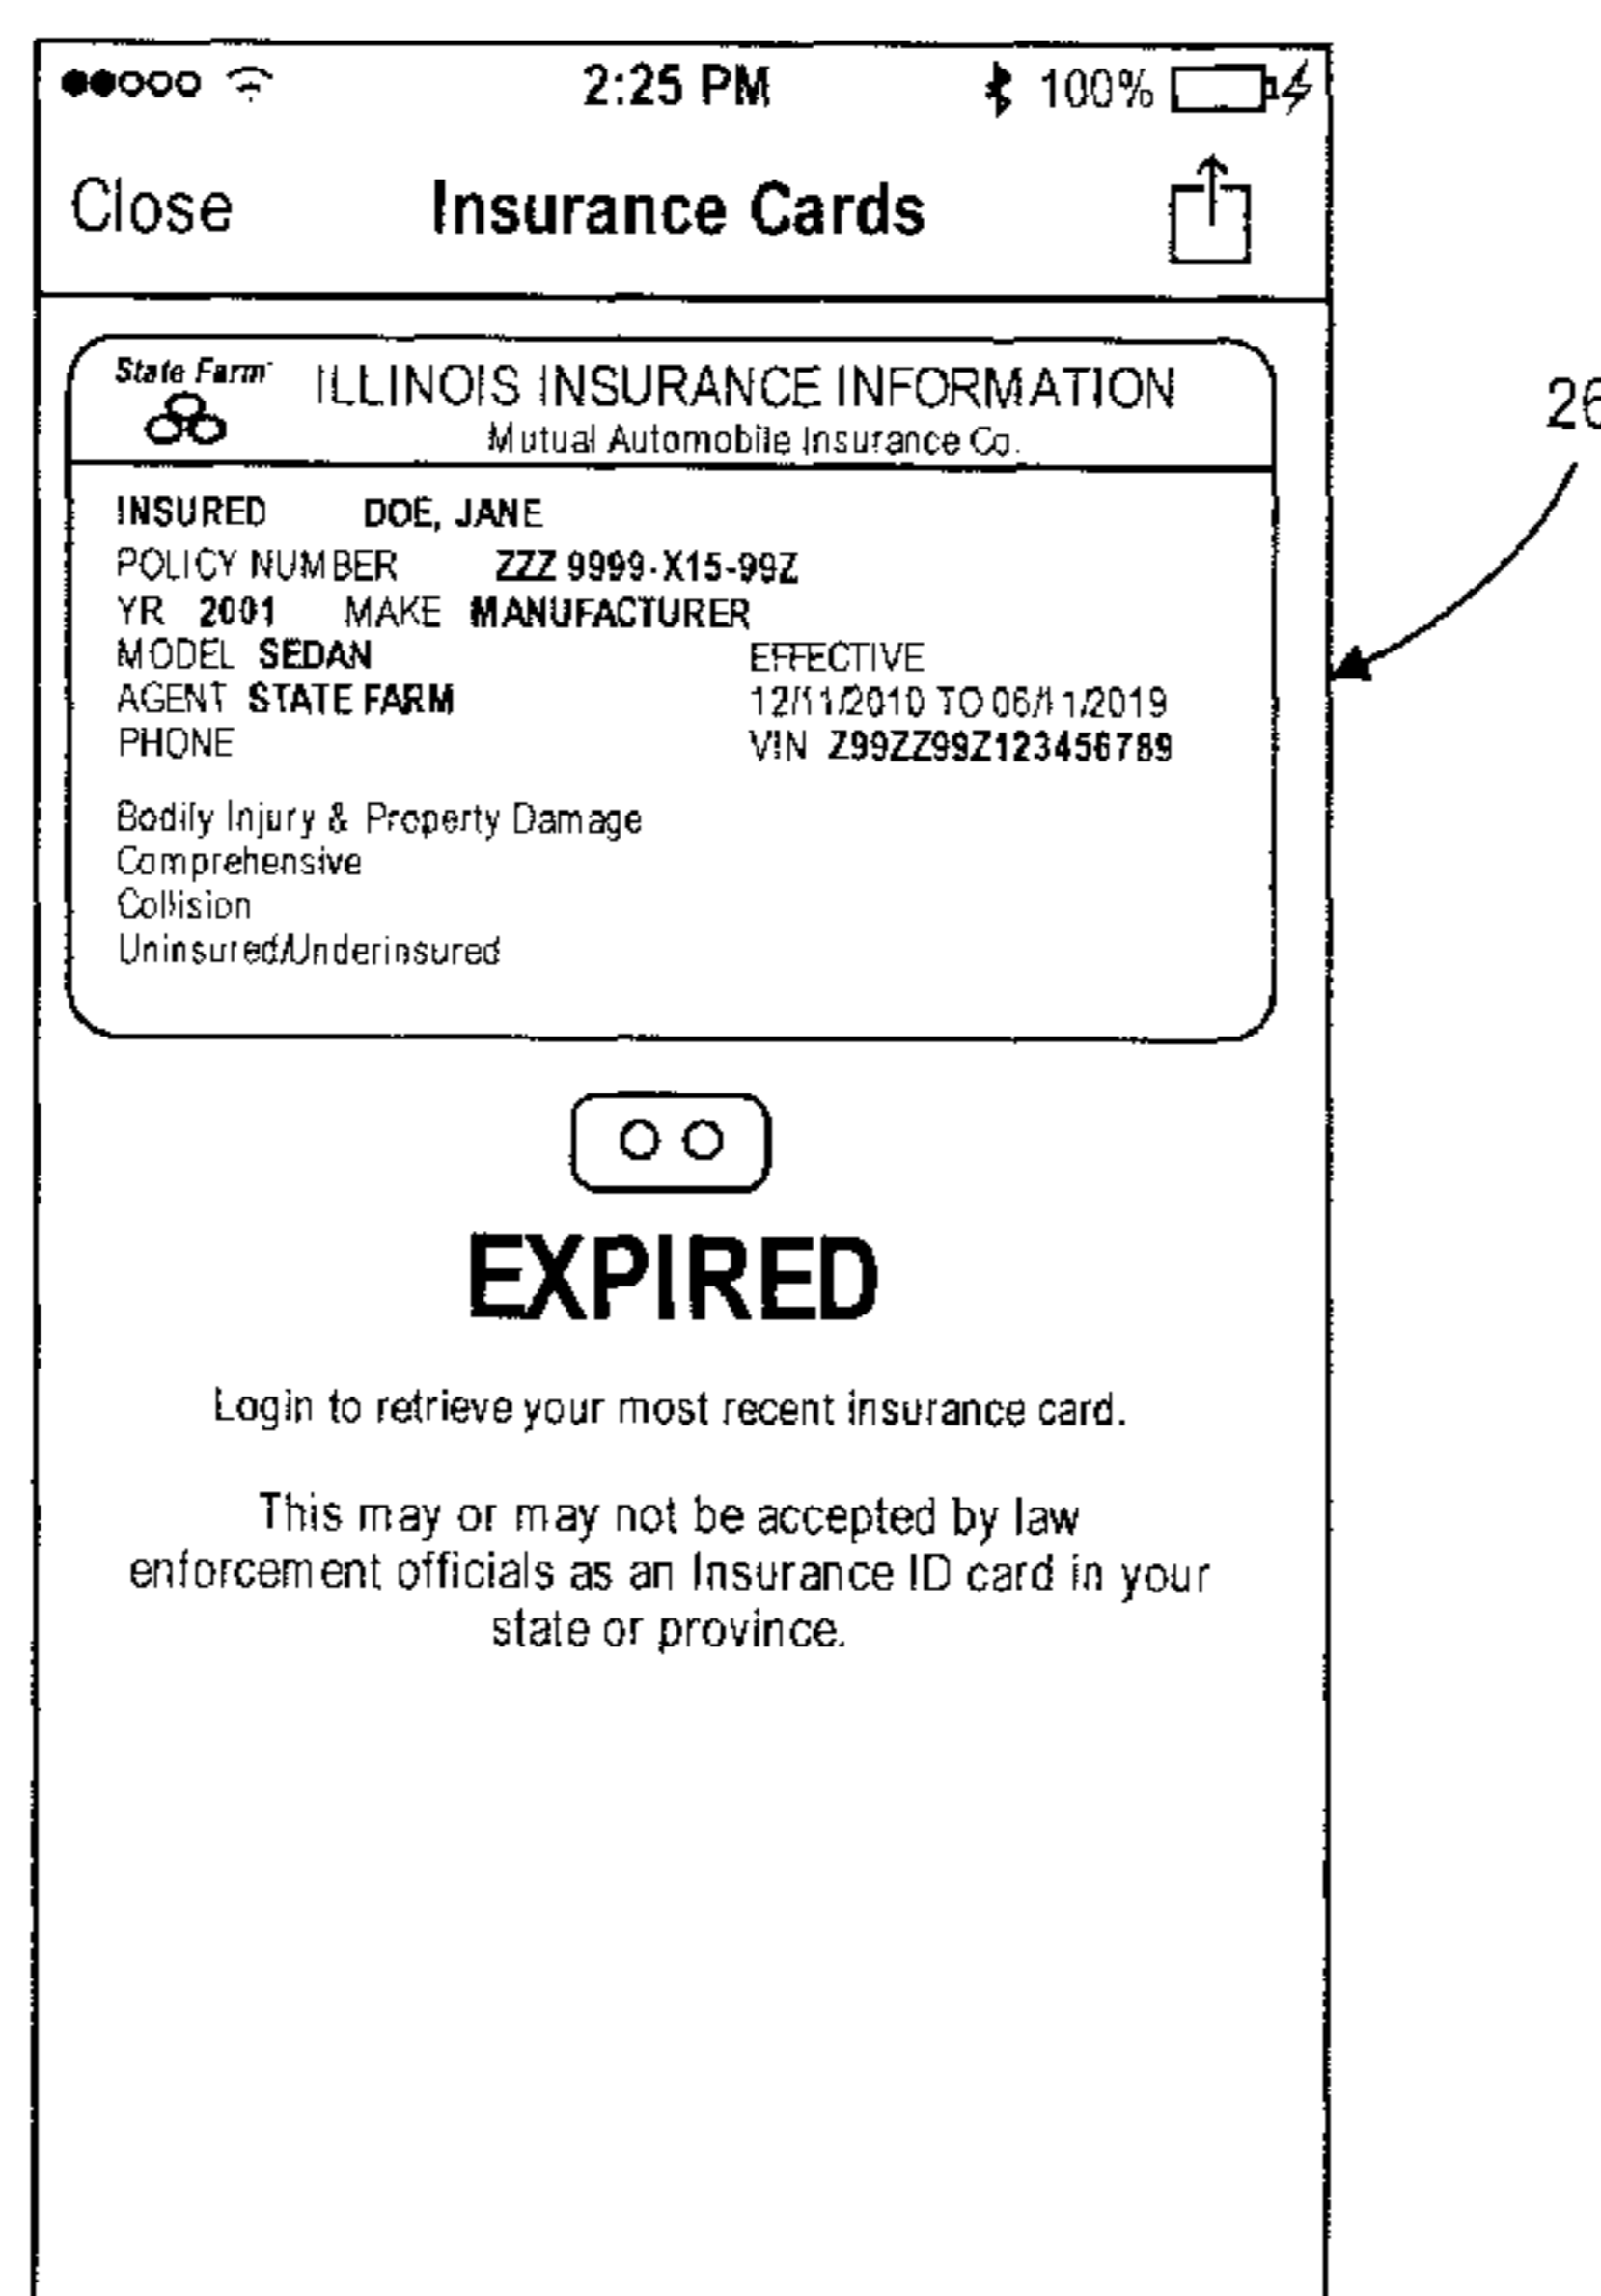 2:25 PM 100%
Close Insurance Cards
State Farm ILLINOIS INSURANCE INFORMATION
Mutual Automobile Insurance Co.
INSURED DOE, JANE
POLICY NUMBER ZZZ 9999-X15-99Z
YR 2001 MAKE MANUFACTURER
MODEL SEDAN EFFECTIVE
AGENT STATE FARM 12/11/2010 TO 06/11/2019
PHONE VIN Z99ZZ99Z123456789
Bodily Injury & Property Damage
Comprehensive
Collision
Uninsured/Underinsured
EXPIRED
Login to retrieve your most recent insurance card.
This may or may not be accepted by law
enforcement officials as an Insurance ID card in your
state or province.